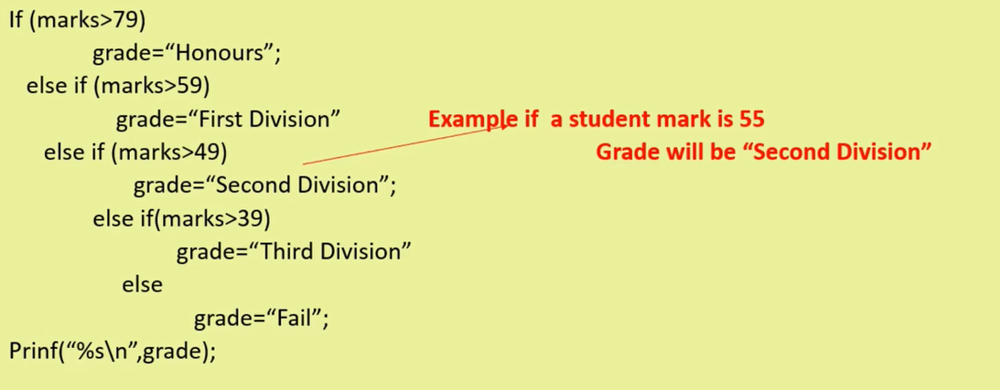 If (marks>79)
grade=“Honours”;
else if (marks>59)
grade=“First Division” Example if a student mark is 55
else if (marks>49) Grade will be “Second Division”
grade=“Second Division”;
else if(marks>39)
grade=“Third Division”
else
grade=“Fail”;
Prinf(“%s\n”,grade);